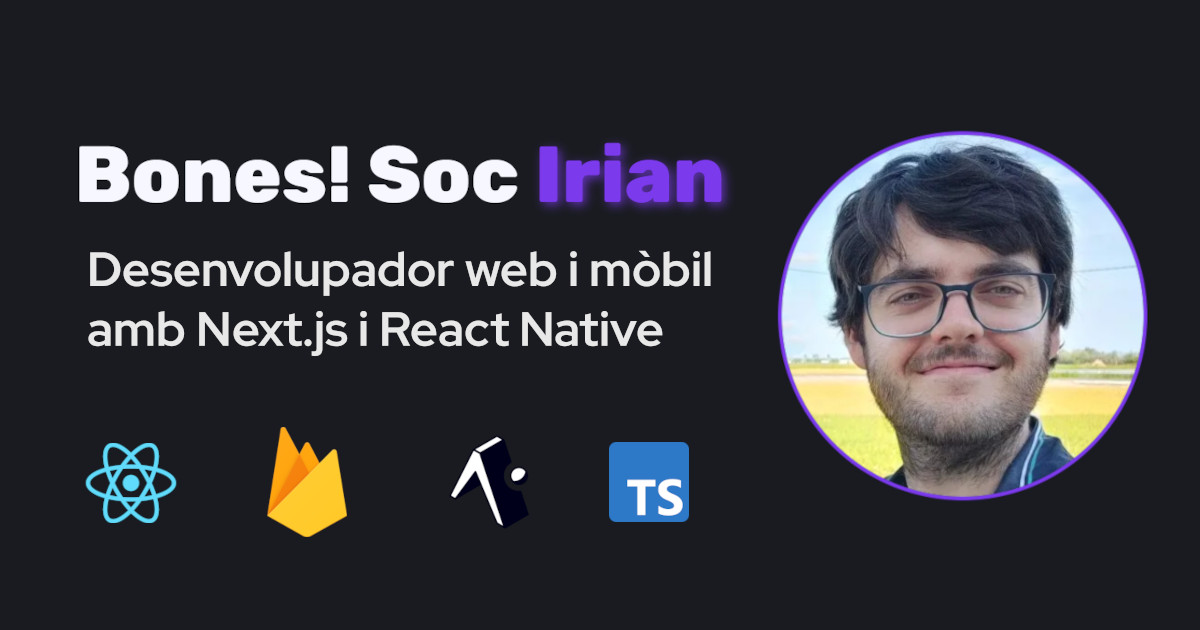 Bones! Soc Irian
Desenvolupador web i mòbil
amb Next.js i React Native
TS